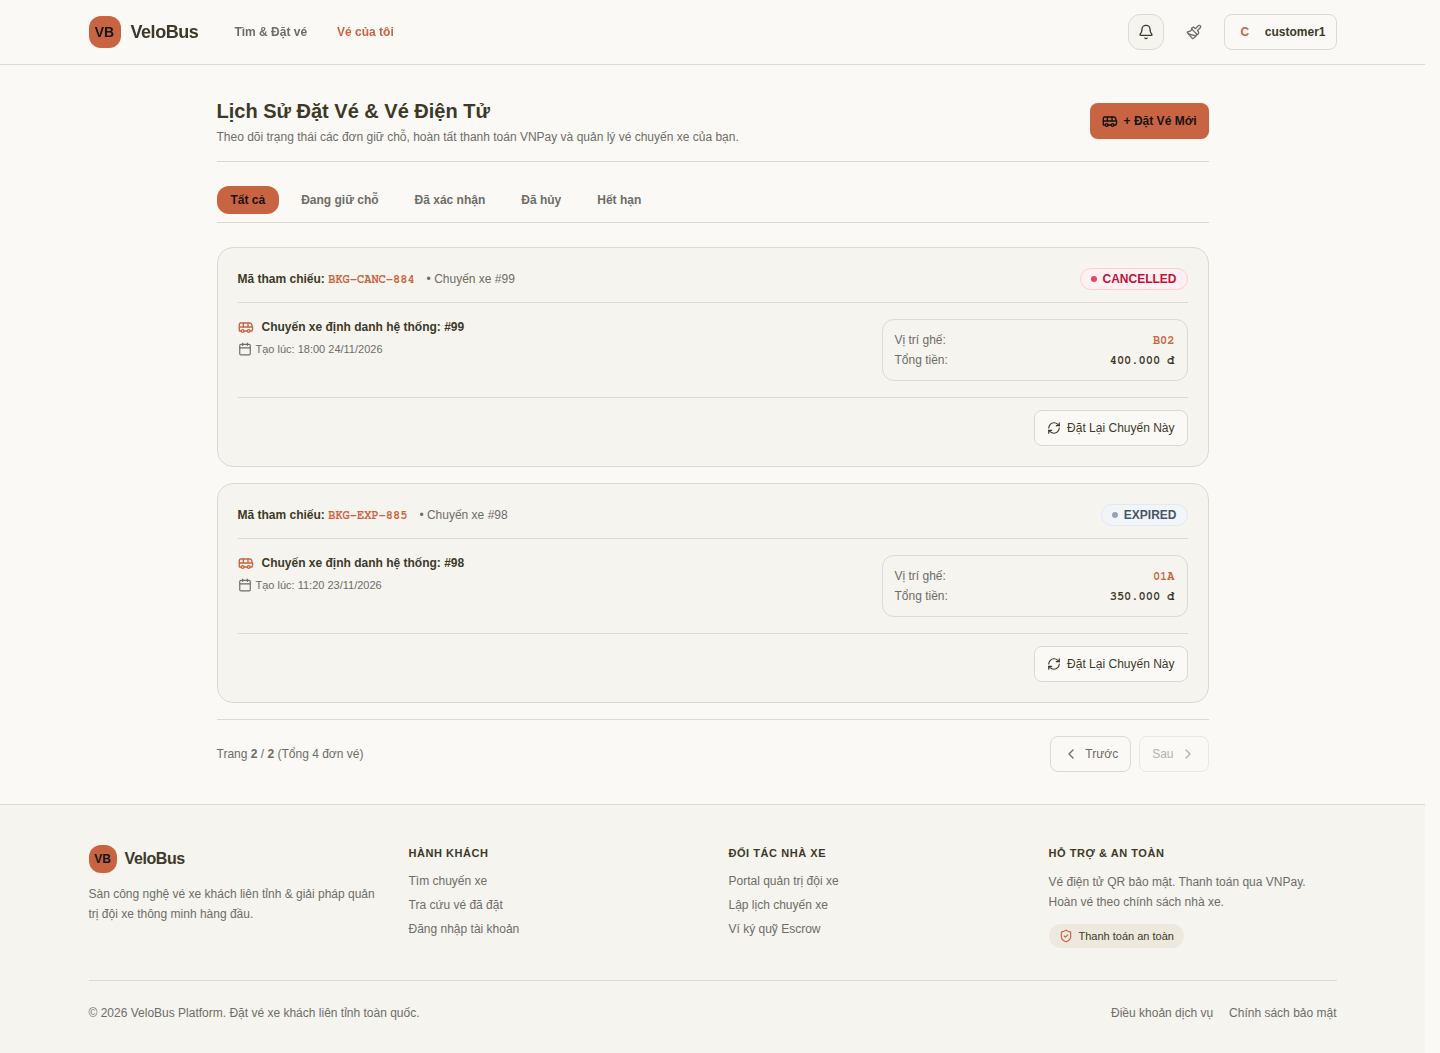 VB VeloBus Tìm & Đặt vé Vé của tôi C customer1
Lịch Sử Đặt Vé & Vé Điện Tử
Theo dõi trạng thái các đơn giữ chỗ, hoàn tất thanh toán VNPay và quản lý vé chuyến xe của bạn.
+ Đặt Vé Mới
Tất cả Đang giữ chỗ Đã xác nhận Đã hủy Hết hạn
Mã tham chiếu: BKG-CANC-884 • Chuyến xe #99 CANCELLED
Chuyến xe định danh hệ thống: #99
Tạo lúc: 18:00 24/11/2026
Vị trí ghế: B02
Tổng tiền: 400.000 đ
Đặt Lại Chuyến Này
Mã tham chiếu: BKG-EXP-885 • Chuyến xe #98 EXPIRED
Chuyến xe định danh hệ thống: #98
Tạo lúc: 11:20 23/11/2026
Vị trí ghế: 01A
Tổng tiền: 350.000 đ
Đặt Lại Chuyến Này
Trang 2 / 2 (Tổng 4 đơn vé) Trước Sau
VB VeloBus
Sàn công nghệ vé xe khách liên tỉnh & giải pháp quản
trị đội xe thông minh hàng đầu.
HÀNH KHÁCH
Tìm chuyến xe
Tra cứu vé đã đặt
Đăng nhập tài khoản
ĐỐI TÁC NHÀ XE
Portal quản trị đội xe
Lập lịch chuyến xe
Ví ký quỹ Escrow
HỖ TRỢ & AN TOÀN
Vé điện tử QR bảo mật. Thanh toán qua VNPay.
Hoàn vé theo chính sách nhà xe.
Thanh toán an toàn
© 2026 VeloBus Platform. Đặt vé xe khách liên tỉnh toàn quốc.
Điều khoản dịch vụ Chính sách bảo mật